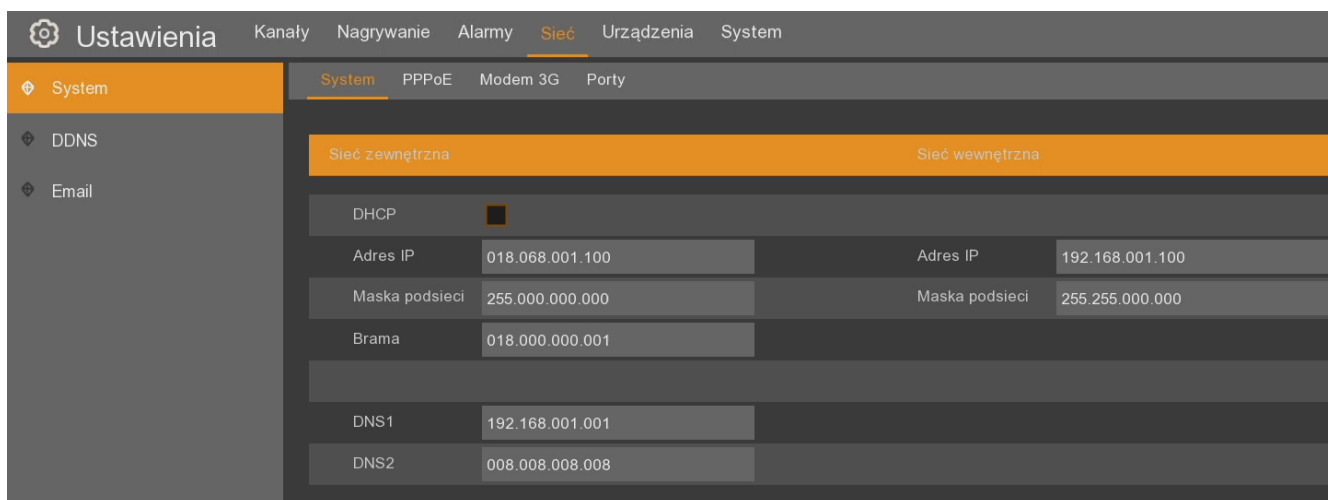 Ustawienia Kanały Nagrywanie Alarmy Sieć Urządzenia System
System PPPoE Modem 3G Porty
System
DDNS
Email
Sieć zewnętrzna Sieć wewnętrzna
DHCP
Adres IP 018.068.001.100 Adres IP 192.168.001.100
Maska podsieci 255.000.000.000 Maska podsieci 255.255.000.000
Brama 018.000.000.001
DNS1 192.168.001.001
DNS2 008.008.008.008